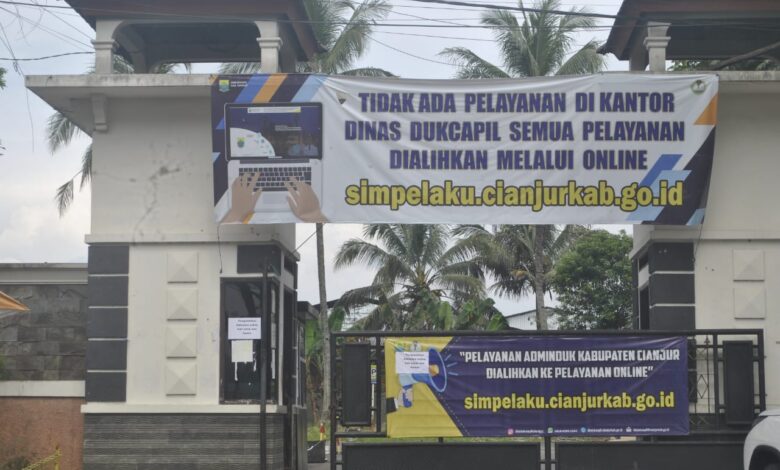 TIDAK ADA PELAYANAN DI KANTOR
DINAS DUKCAPIL SEMUA PELAYANAN
DIALIHKAN MELALUI ONLINE
simpelaku.cianjurkab.go.id
"PELAYANAN ADMINDUK KABUPATEN CIANJUR
DIALIHKAN KE PELAYANAN ONLINE"
simpelaku.cianjurkab.go.id